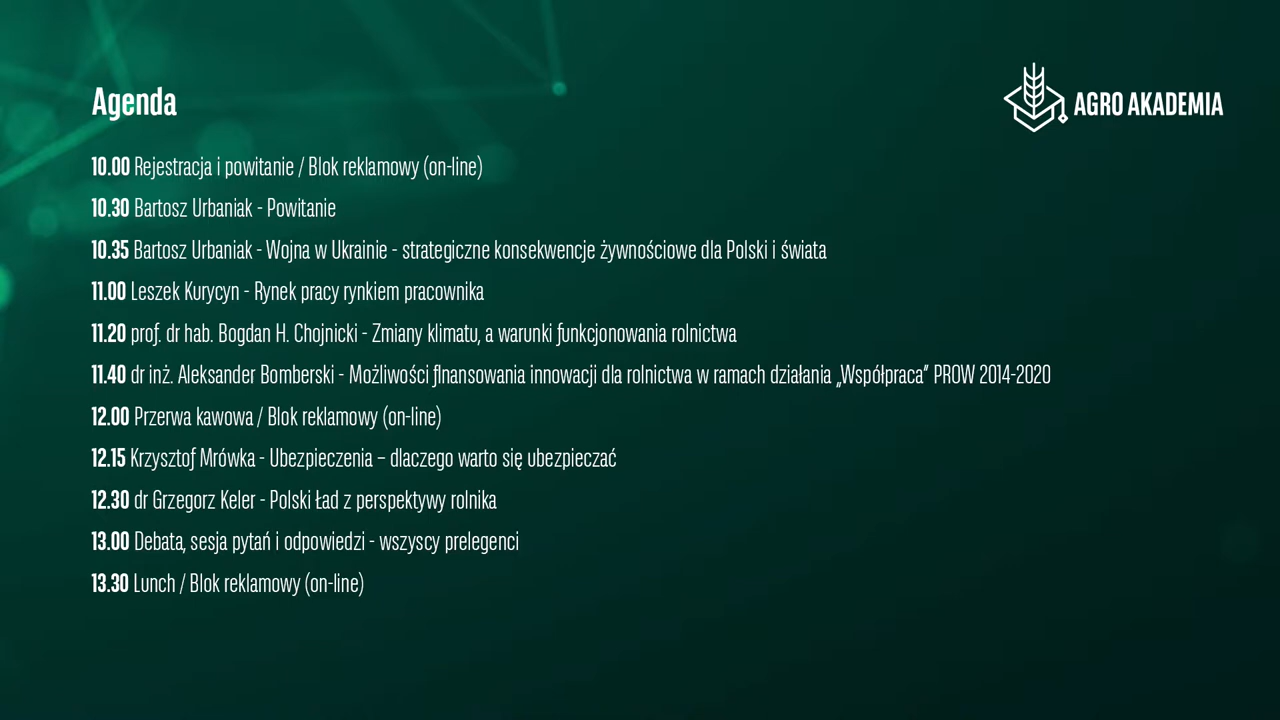 Agenda
AGRO AKADEMIA
10.00 Rejestracja i powitanie / Blok reklamowy (on-line)
10.30 Bartosz Urbaniak - Powitanie
10.35 Bartosz Urbaniak - Wojna w Ukrainie - strategiczne konsekwencje żywnościowe dla Polski i świata
11.00 Leszek Kurycyn - Rynek pracy rynkiem pracownika
11.20 prof. dr hab. Bogdan H. Chojnicki - Zmiany klimatu, a warunki funkcjonowania rolnictwa
11.40 dr inż. Aleksander Bomberski - Możliwości finansowania innowacji dla rolnictwa w ramach działania „Współpraca” PROW 2014-2020
12.00 Przerwa kawowa / Blok reklamowy (on-line)
12.15 Krzysztof Mrówka - Ubezpieczenia – dlaczego warto się ubezpieczać
12.30 dr Grzegorz Keler - Polski Ład z perspektywy rolnika
13.00 Debata, sesja pytań i odpowiedzi - wszyscy prelegenci
13.30 Lunch / Blok reklamowy (on-line)